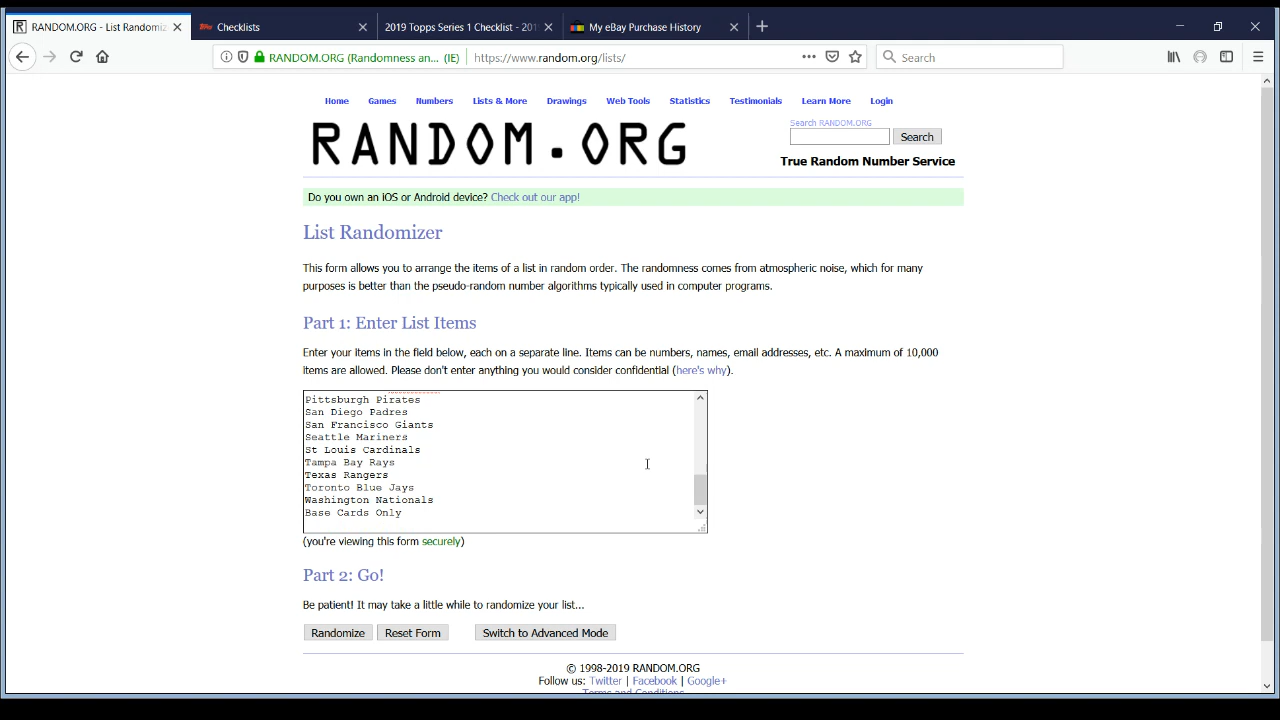 RANDOM.ORG - List Randomiz
Checklists
2019 Topps Series 1 Checklist - 201
My eBay Purchase History
RANDOM.ORG (Randomness an... (IE)
https://www.random.org/lists/
Search
Home Games Numbers Lists & More Drawings Web Tools Statistics Testimonials Learn More Login
RANDOM.ORG
Search RANDOM.ORG
Search
True Random Number Service
Do you own an iOS or Android device? Check out our app!
List Randomizer
This form allows you to arrange the items of a list in random order. The randomness comes from atmospheric noise, which for many
purposes is better than the pseudo-random number algorithms typically used in computer programs.
Part 1: Enter List Items
Enter your items in the field below, each on a separate line. Items can be numbers, names, email addresses, etc. A maximum of 10,000
items are allowed. Please don't enter anything you would consider confidential (here's why).
Pittsburgh Pirates
San Diego Padres
San Francisco Giants
Seattle Mariners
St Louis Cardinals
Tampa Bay Rays
Texas Rangers
Toronto Blue Jays
Washington Nationals
Base Cards Only
(you're viewing this form securely)
Part 2: Go!
Be patient! It may take a little while to randomize your list...
Randomize Reset Form Switch to Advanced Mode
© 1998-2019 RANDOM.ORG
Follow us: Twitter | Facebook | Google+
Terms and Conditions